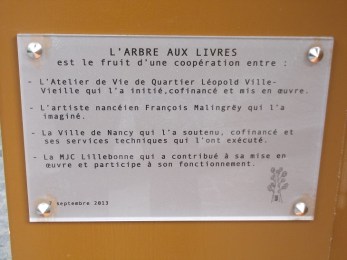 L'ARBRE AUX LIVRES
est le fruit d'une coopération entre :
- L'Atelier de Vie de Quartier Léopold Ville-
Vieille qui l'a initié,cofinancé et mis en œuvre.
- L'artiste nancéien François Malingrëy qui l'a
imaginé.
- La Ville de Nancy qui l'a soutenu, cofinancé et
ses services techniques qui l'ont exécuté.
- La MJC Lillebonne qui a contribué à sa mise en
œuvre et participe à son fonctionnement.
septembre 2013